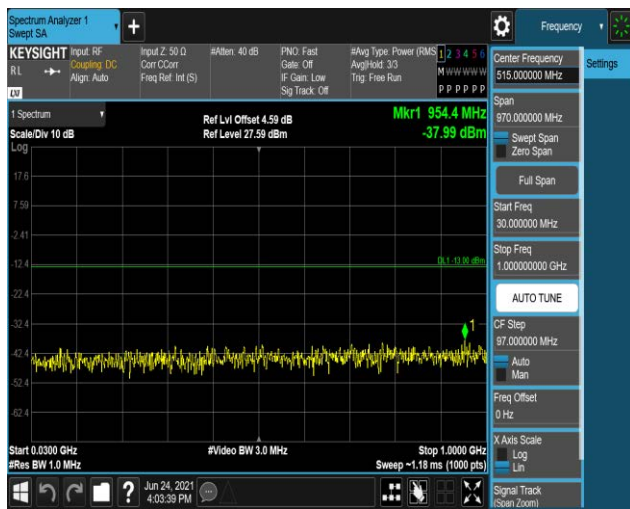 Spectrum Analyzer 1
Swept SA
Frequency
KEYSIGHT
RL
LXI
Input: RF
Coupling: DC
Align: Auto
Input Z: 50 Ω
Corr CCorr
Freq Ref: Int (S)
#Atten: 40 dB
PNO: Fast
Gate: Off
IF Gain: Low
Sig Track: Off
#Avg Type: Power (RMS
Avg|Hold: 3/3
Trig: Free Run
1 2 3 4 5 6
M W W W W W
P P P P P P
1 Spectrum
Scale/Div 10 dB
Log
Ref Lvl Offset 4.59 dB
Ref Level 27.59 dBm
Mkr1 954.4 MHz
-37.99 dBm
17.6
7.59
-2.41
-12.4
DL1 -13.00 dBm
-22.4
-32.4
1
-42.4
-52.4
-62.4
Start 0.0300 GHz
#Res BW 1.0 MHz
#Video BW 3.0 MHz
Stop 1.0000 GHz
Sweep ~1.18 ms (1000 pts)
Jun 24, 2021
4:03:39 PM
?
Center Frequency
515.000000 MHz
Settings
Span
970.000000 MHz
Swept Span
Zero Span
Full Span
Start Freq
30.000000 MHz
Stop Freq
1.000000000 GHz
AUTO TUNE
CF Step
97.000000 MHz
Auto
Man
Freq Offset
0 Hz
X Axis Scale
Log
Lin
Signal Track
(Span Zoom)